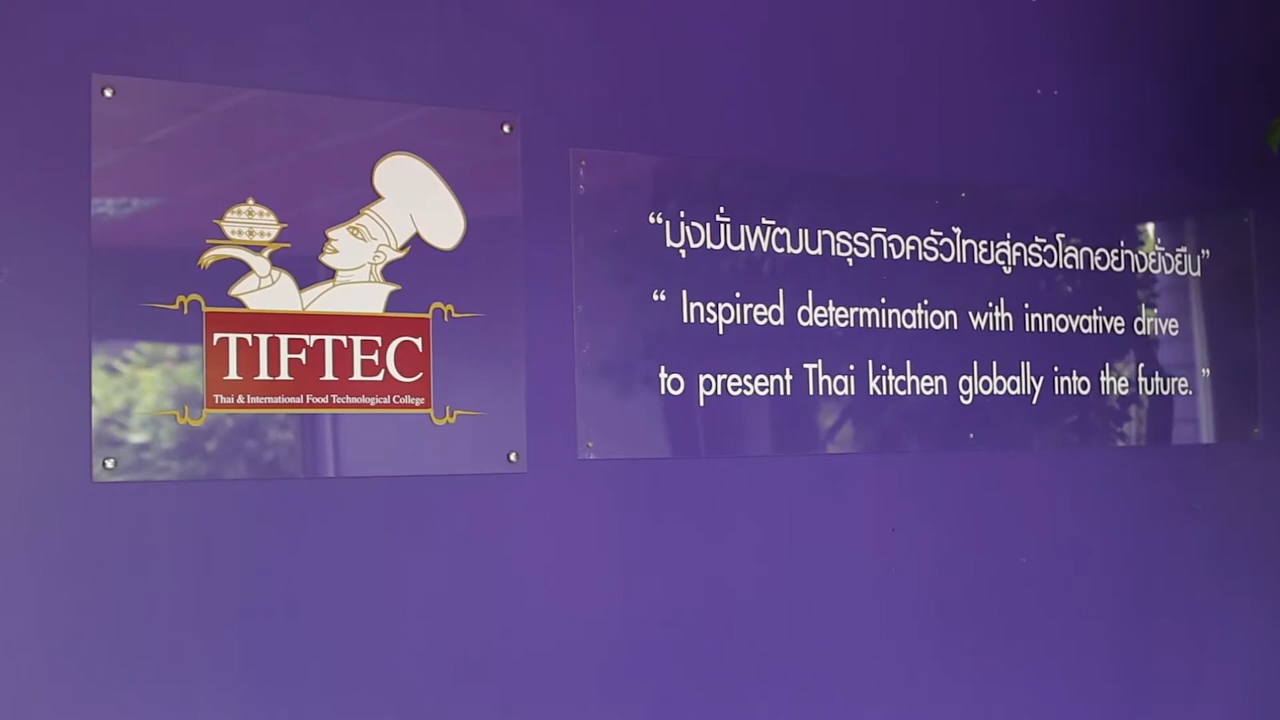 TIFTEC
Thai & International Food Technological College
“มุ่งมั่นพัฒนาธุรกิจครัวไทยสู่ครัวโลกอย่างยั่งยืน”
“ Inspired determination with innovative drive
to present Thai kitchen globally into the future. ”